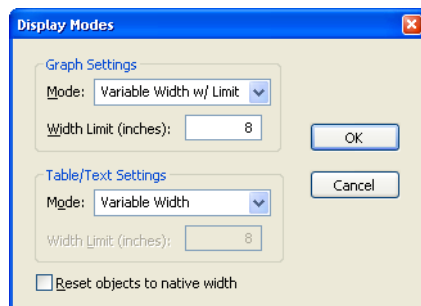 Display Modes
Graph Settings
Mode: Variable Width w/ Limit
Width Limit (inches): 8
OK
Table/Text Settings
Cancel
Mode: Variable Width
Width Limit (inches): 8
Reset objects to native width